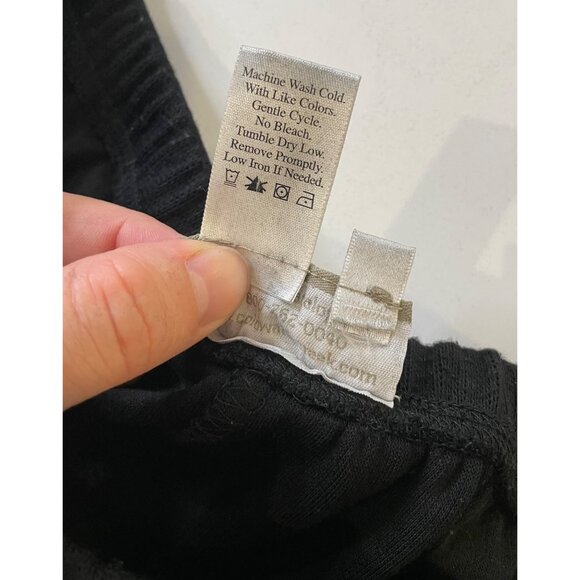 Machine Wash Cold.
With Like Colors.
Gentle Cycle.
No Bleach.
Tumble Dry Low.
Remove Promptly.
Low Iron If Needed.